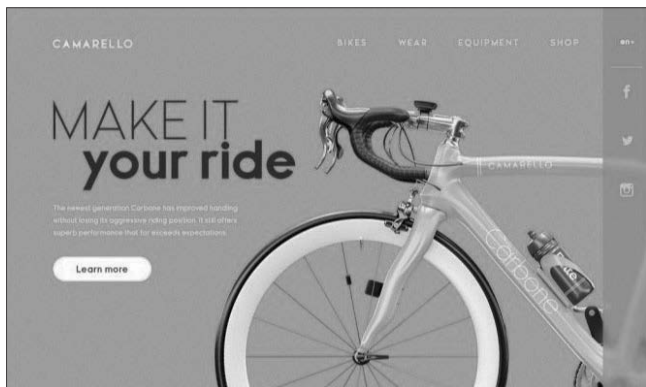 CAMARELLO
BIKES WEAR EQUIPMENT SHOP
en
MAKE IT
your ride
The newest generation Carbone has improved handling
without losing its aggressive riding position. It still offers
superb performance that far exceeds expectations
Learn more
CAMARELLO
Carbone